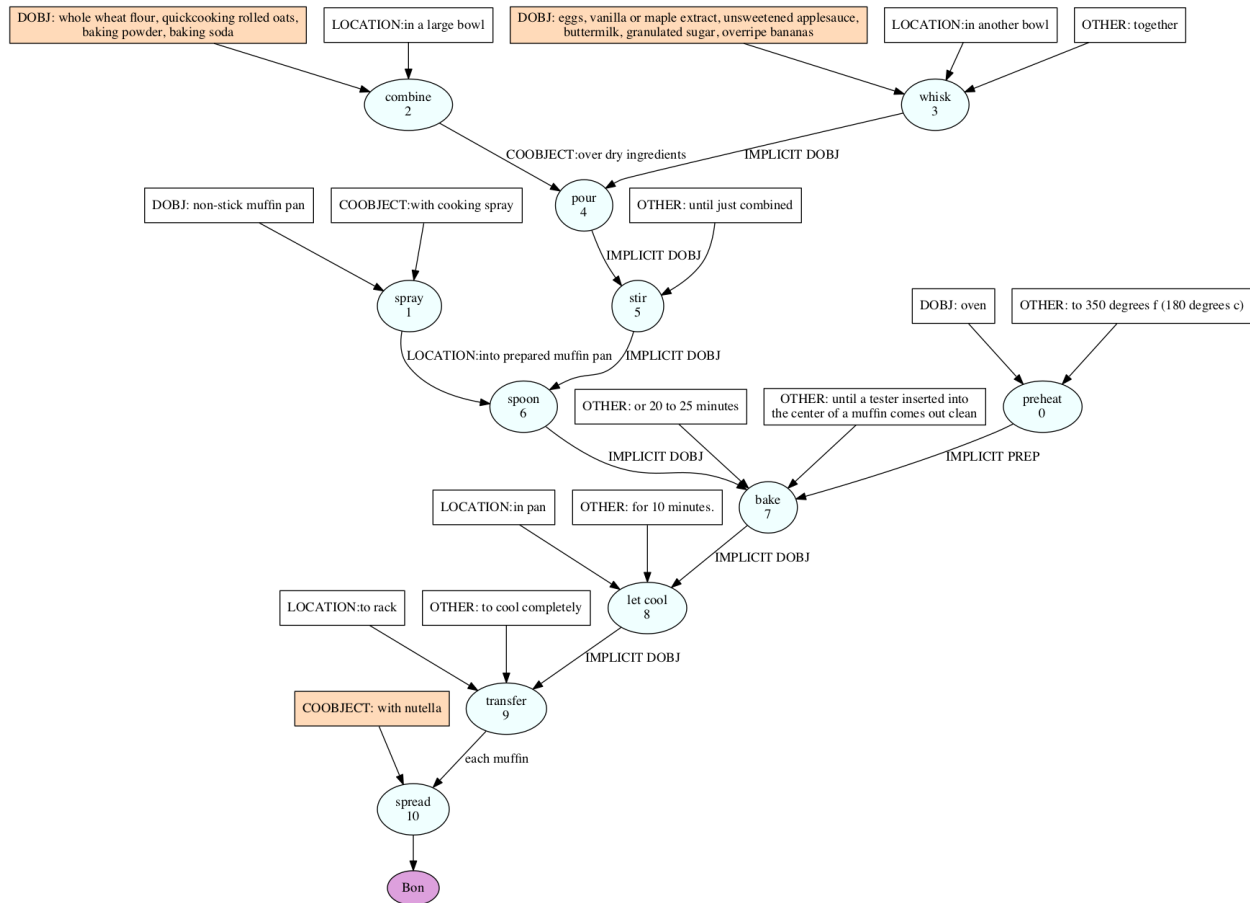 DOBJ: whole wheat flour, quickcooking rolled oats,
baking powder, baking soda
LOCATION:in a large bowl
DOBJ: eggs, vanilla or maple extract, unsweetened applesauce,
buttermilk, granulated sugar, overripe bananas
LOCATION:in another bowl
OTHER: together
combine
2
whisk
3
COOBJECT:over dry ingredients
IMPLICIT DOBJ
DOBJ: non-stick muffin pan
COOBJECT:with cooking spray
pour
4
OTHER: until just combined
IMPLICIT DOBJ
spray
1
stir
5
DOBJ: oven
OTHER: to 350 degrees f (180 degrees c)
LOCATION:into prepared muffin pan
IMPLICIT DOBJ
spoon
6
OTHER: or 20 to 25 minutes
OTHER: until a tester inserted into
the center of a muffin comes out clean
preheat
0
IMPLICIT DOBJ
IMPLICIT PREP
LOCATION:in pan
OTHER: for 10 minutes.
bake
7
IMPLICIT DOBJ
LOCATION:to rack
OTHER: to cool completely
let cool
8
IMPLICIT DOBJ
COOBJECT: with nutella
transfer
9
each muffin
spread
10
Bon